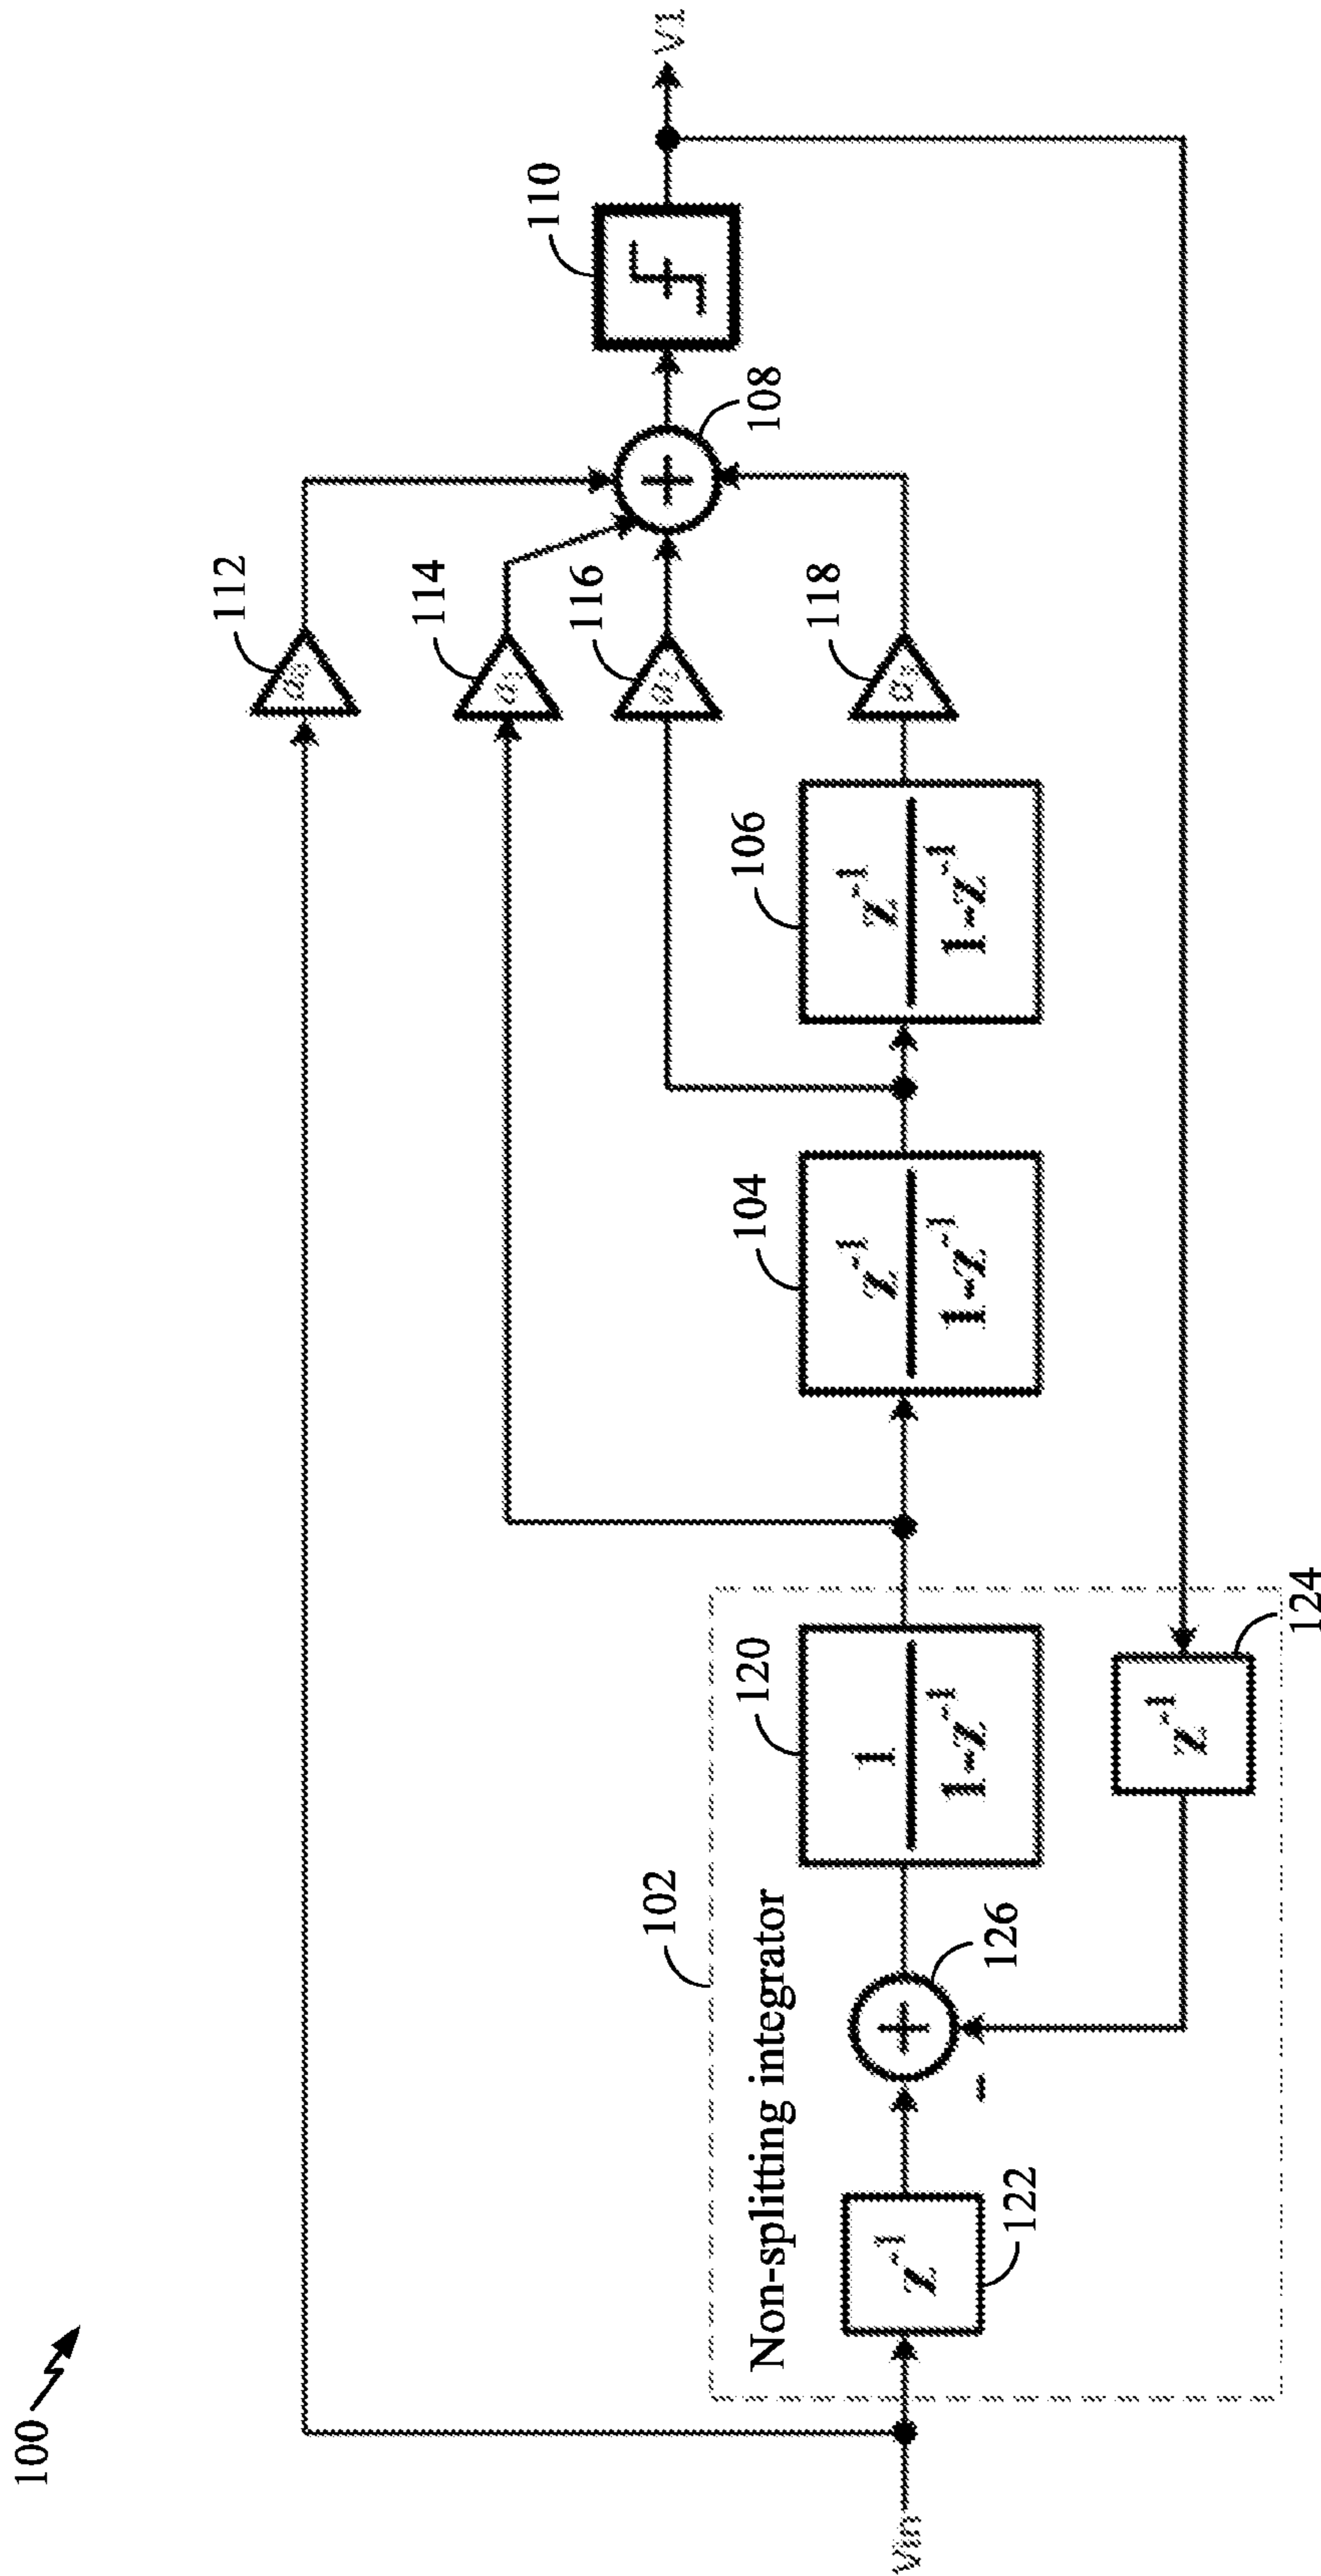 100
Vin
102
Non-splitting integrator
z⁻¹
122
126
1
1-z⁻¹
120
z⁻¹
124
z⁻¹
1-z⁻¹
104
z⁻¹
1-z⁻¹
106
112
114
116
118
108
110
V1